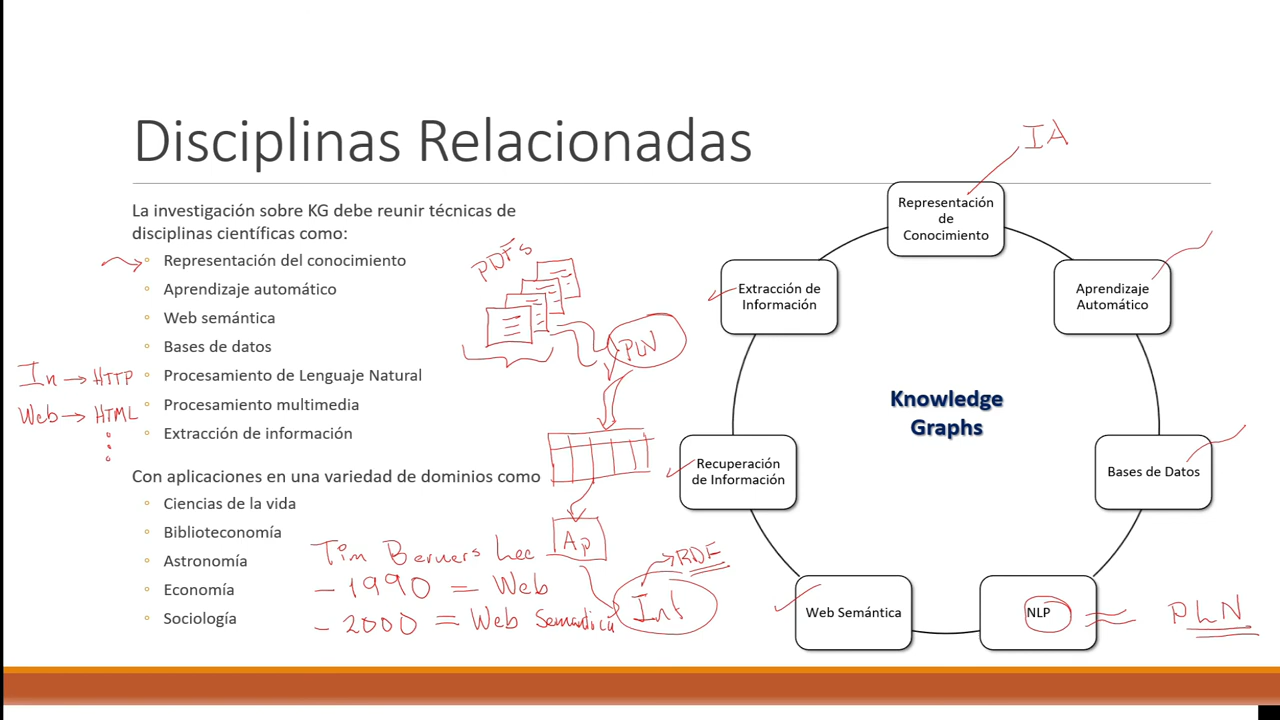 Disciplinas Relacionadas
La investigación sobre KG debe reunir técnicas de
disciplinas científicas como:
Representación del conocimiento
Aprendizaje automático
Web semántica
Bases de datos
Procesamiento de Lenguaje Natural
Procesamiento multimedia
Extracción de información
Con aplicaciones en una variedad de dominios como
Ciencias de la vida
Biblioteconomía
Astronomía
Economía
Sociología
In → HTTP
Web → HTML
PDFs
PLN
Ap
Tim Berners Lee
- 1990 = Web
- 2000 = Web Semantica
Int
RDF
IA
Representación
de
Conocimiento
Extracción de
Información
Aprendizaje
Automático
Knowledge
Graphs
Recuperación
de Información
Bases de Datos
Web Semántica
NLP
PLN